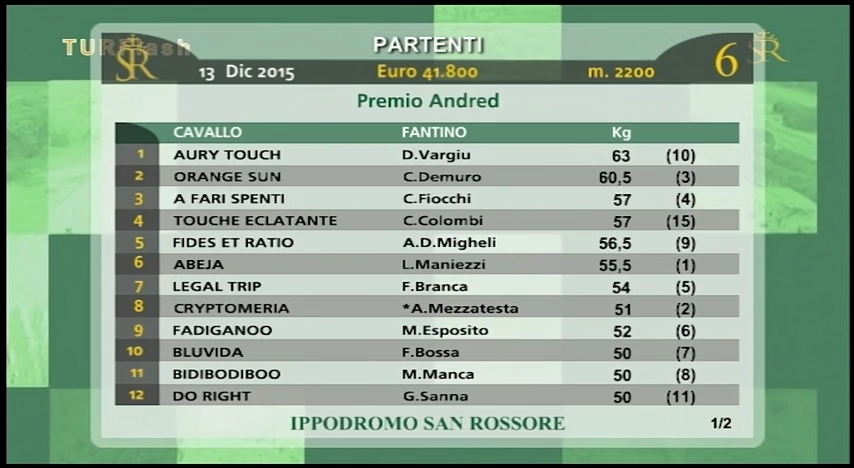 TURFlash
PARTENTI
SR 13 Dic 2015 Euro 41.800 m. 2200 6 SR
Premio Andred
CAVALLO FANTINO Kg
1 AURY TOUCH D.Vargiu 63 (10)
2 ORANGE SUN C.Demuro 60,5 (3)
3 A FARI SPENTI C.Fiocchi 57 (4)
4 TOUCHE ECLATANTE C.Colombi 57 (15)
5 FIDES ET RATIO A.D.Migheli 56,5 (9)
6 ABEJA L.Maniezzi 55,5 (1)
7 LEGAL TRIP F.Branca 54 (5)
8 CRYPTOMERIA *A.Mezzatesta 51 (2)
9 FADIGANOO M.Esposito 52 (6)
10 BLUVIDA F.Bossa 50 (7)
11 BIDIBODIBOO M.Manca 50 (8)
12 DO RIGHT G.Sanna 50 (11)
IPPODROMO SAN ROSSORE 1/2